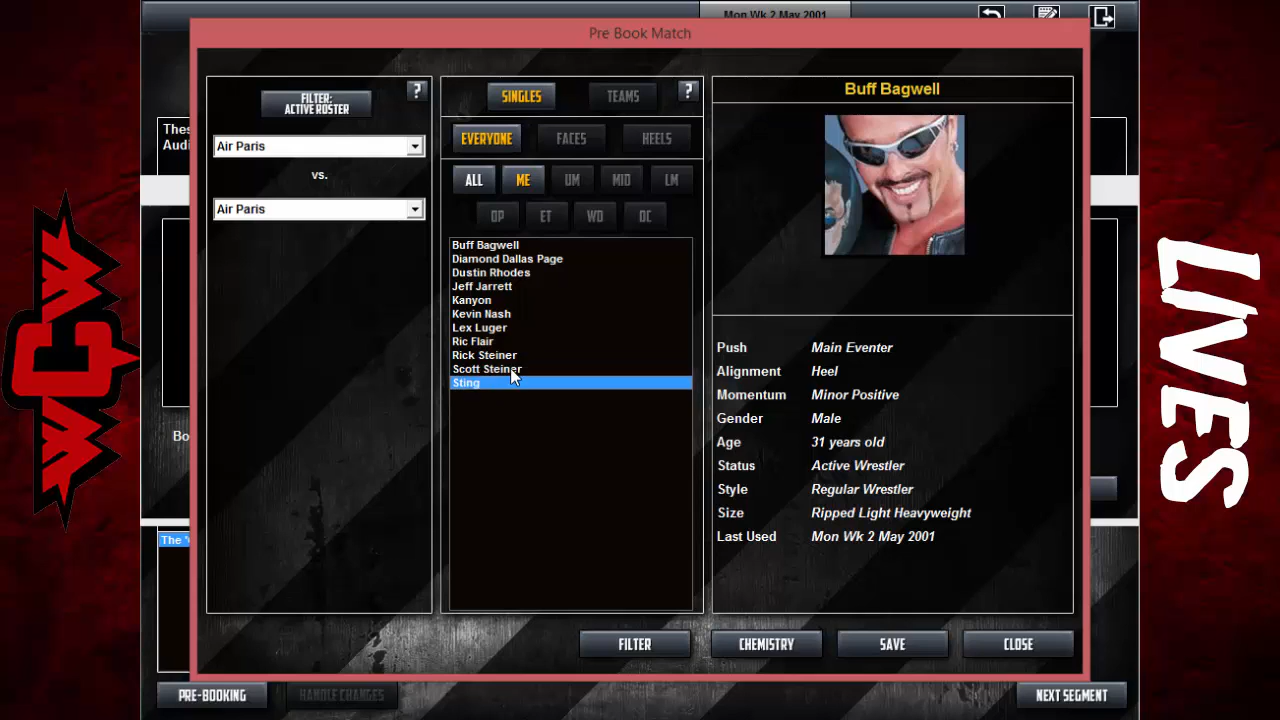 Mon Wk 2 May 2001
Pre Book Match
FILTER:
ACTIVE ROSTER
?
Air Paris
vs.
Air Paris
SINGLES
TEAMS
?
EVERYONE
FACES
HEELS
ALL
ME
UM
MID
LM
OP
ET
WD
OC
Buff Bagwell
Diamond Dallas Page
Dustin Rhodes
Jeff Jarrett
Kanyon
Kevin Nash
Lex Luger
Ric Flair
Rick Steiner
Scott Steiner
Sting
Buff Bagwell
Push Main Eventer
Alignment Heel
Momentum Minor Positive
Gender Male
Age 31 years old
Status Active Wrestler
Style Regular Wrestler
Size Ripped Light Heavyweight
Last Used Mon Wk 2 May 2001
FILTER
CHEMISTRY
SAVE
CLOSE
PRE-BOOKING
HANDLE CHANGES
NEXT SEGMENT
WCW
LIVES